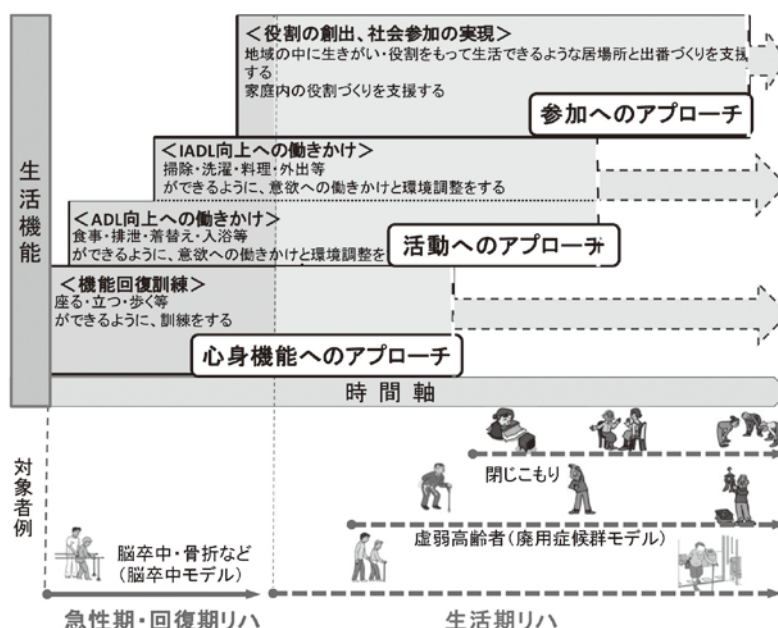 ＜役割の創出、社会参加の実現＞
地域の中に生きがい・役割をもって生活できるような居場所と出番づくりを支援
する
家庭内の役割づくりを支援する
参加へのアプローチ
＜IADL向上への働きかけ＞
掃除・洗濯・料理・外出等
ができるように、意欲への働きかけと環境調整をする
＜ADL向上への働きかけ＞
食事・排泄・着替え・入浴等
ができるように、意欲への働きかけと環境調整を
活動へのアプローチ
＜機能回復訓練＞
座る・立つ・歩く等
ができるように、訓練をする
心身機能へのアプローチ
生活機能
時間軸
対象者例
閉じこもり
虚弱高齢者（廃用症候群モデル）
脳卒中・骨折など
（脳卒中モデル）
急性期・回復期リハ
生活期リハ